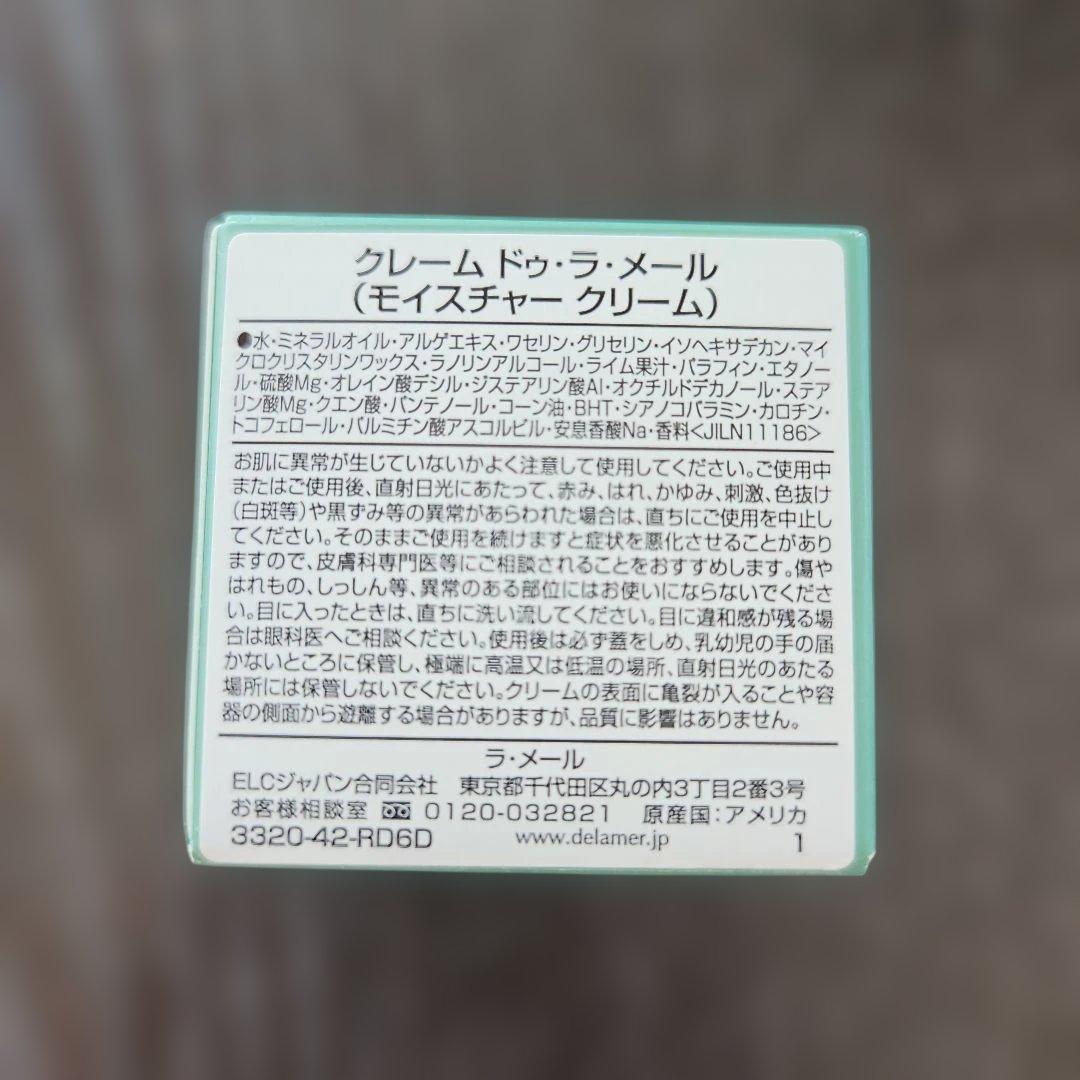 クレーム ドゥ・ラ・メール
（モイスチャー クリーム）
●水・ミネラルオイル・アルゲエキス・ワセリン・グリセリン・イソヘキサデカン・マイ
クロクリスタリンワックス・ラノリンアルコール・ライム果汁・パラフィン・エタノー
ル・硫酸Mg・オレイン酸デシル・ジステアリン酸Al・オクチルドデカノール・ステア
リン酸Mg・クエン酸・パンテノール・コーン油・BHT・シアノコバラミン・カロチン・
トコフェロール・パルミチン酸アスコルビル・安息香酸Na・香料<JILN11186>
お肌に異常が生じていないかよく注意して使用してください。ご使用中
またはご使用後、直射日光にあたって、赤み、はれ、かゆみ、刺激、色抜け
（白斑等）や黒ずみ等の異常があらわれた場合は、直ちにご使用を中止し
てください。そのままご使用を続けますと症状を悪化させることがあり
ますので、皮膚科専門医等にご相談されることをおすすめします。傷や
はれもの、しっしん等、異常のある部位にはお使いにならないでくださ
い。目に入ったときは、直ちに洗い流してください。目に違和感が残る場
合は眼科医へご相談ください。使用後は必ず蓋をしめ、乳幼児の手の届
かないところに保管し、極端に高温又は低温の場所、直射日光のあたる
場所には保管しないでください。クリームの表面に亀裂が入ることや容
器の側面から遊離する場合がありますが、品質に影響はありません。
ラ・メール
ELCジャパン合同会社 東京都千代田区丸の内3丁目2番3号
お客様相談室 0120-032821 原産国：アメリカ
3320-42-RD6D www.delamer.jp 1